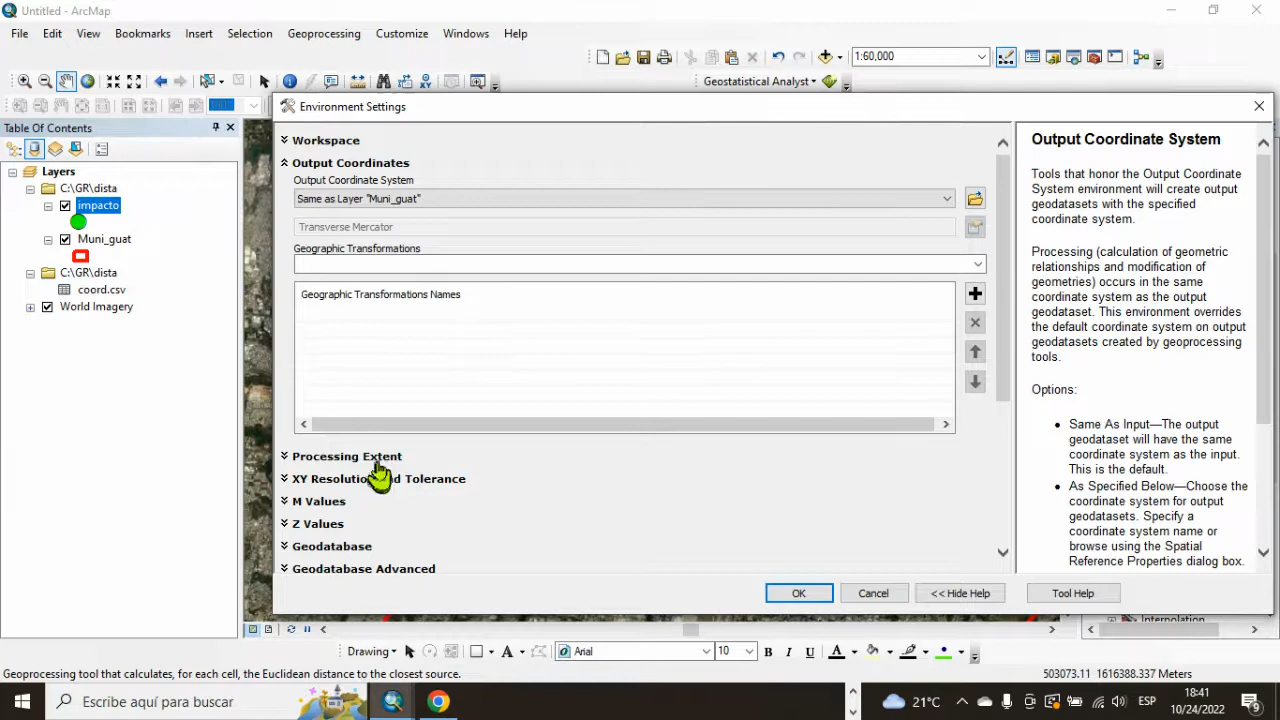 Untitled - ArcMap
File Edit View Bookmarks Insert Selection Geoprocessing Customize Windows Help
1:60,000
Geostatistical Analyst
Table Of Contents
Layers
C:\GR\dista
impacto
Muni_guat
C:\GR\dista
coord.csv
World Imagery
Environment Settings
Workspace
Output Coordinates
Output Coordinate System
Same as Layer "Muni_guat"
Transverse Mercator
Geographic Transformations
Geographic Transformations Names
Processing Extent
XY Resolution and Tolerance
M Values
Z Values
Geodatabase
Geodatabase Advanced
OK Cancel << Hide Help Tool Help
Output Coordinate System
Tools that honor the Output Coordinate
System environment will create output
geodatasets with the specified
coordinate system.
Processing (calculation of geometric
relationships and modification of
geometries) occurs in the same
coordinate system as the output
geodataset. This environment overrides
the default coordinate system on output
geodatasets created by geoprocessing
tools.
Options:
• Same As Input—The output
geodataset will have the same
coordinate system as the input.
This is the default.
• As Specified Below—Choose the
coordinate system for output
geodatasets. Specify a
coordinate system name or
browse using the Spatial
Reference Properties dialog box.
Interpolation
Drawing Arial 10 B I U A
Geoprocessing tool that calculates, for each cell, the Euclidean distance to the closest source.
503073.11 1616388.337 Meters
Escribe aquí para buscar
21°C
ESP
18:41
10/24/2022
9